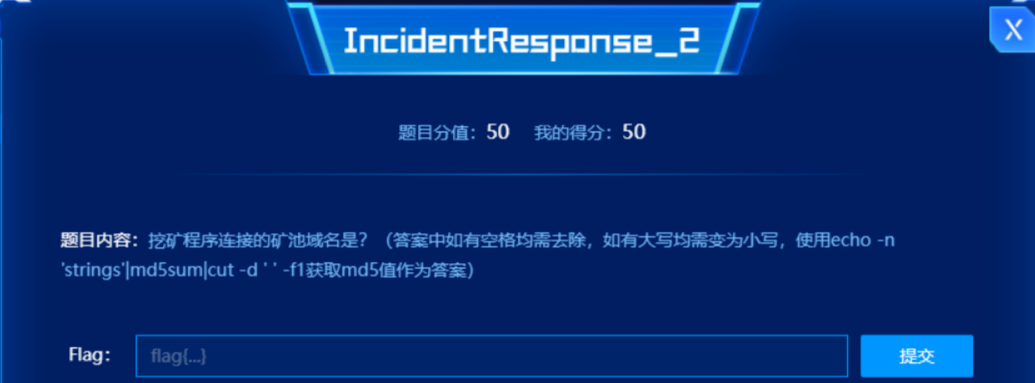 IncidentResponse_2
X
题目分值：50 我的得分：50
题目内容：挖矿程序连接的矿池域名是？（答案中如有空格均需去除，如有大写均需变为小写，使用echo -n
'strings'|md5sum|cut -d ' ' -f1获取md5值作为答案）
Flag： flag{...} 提交